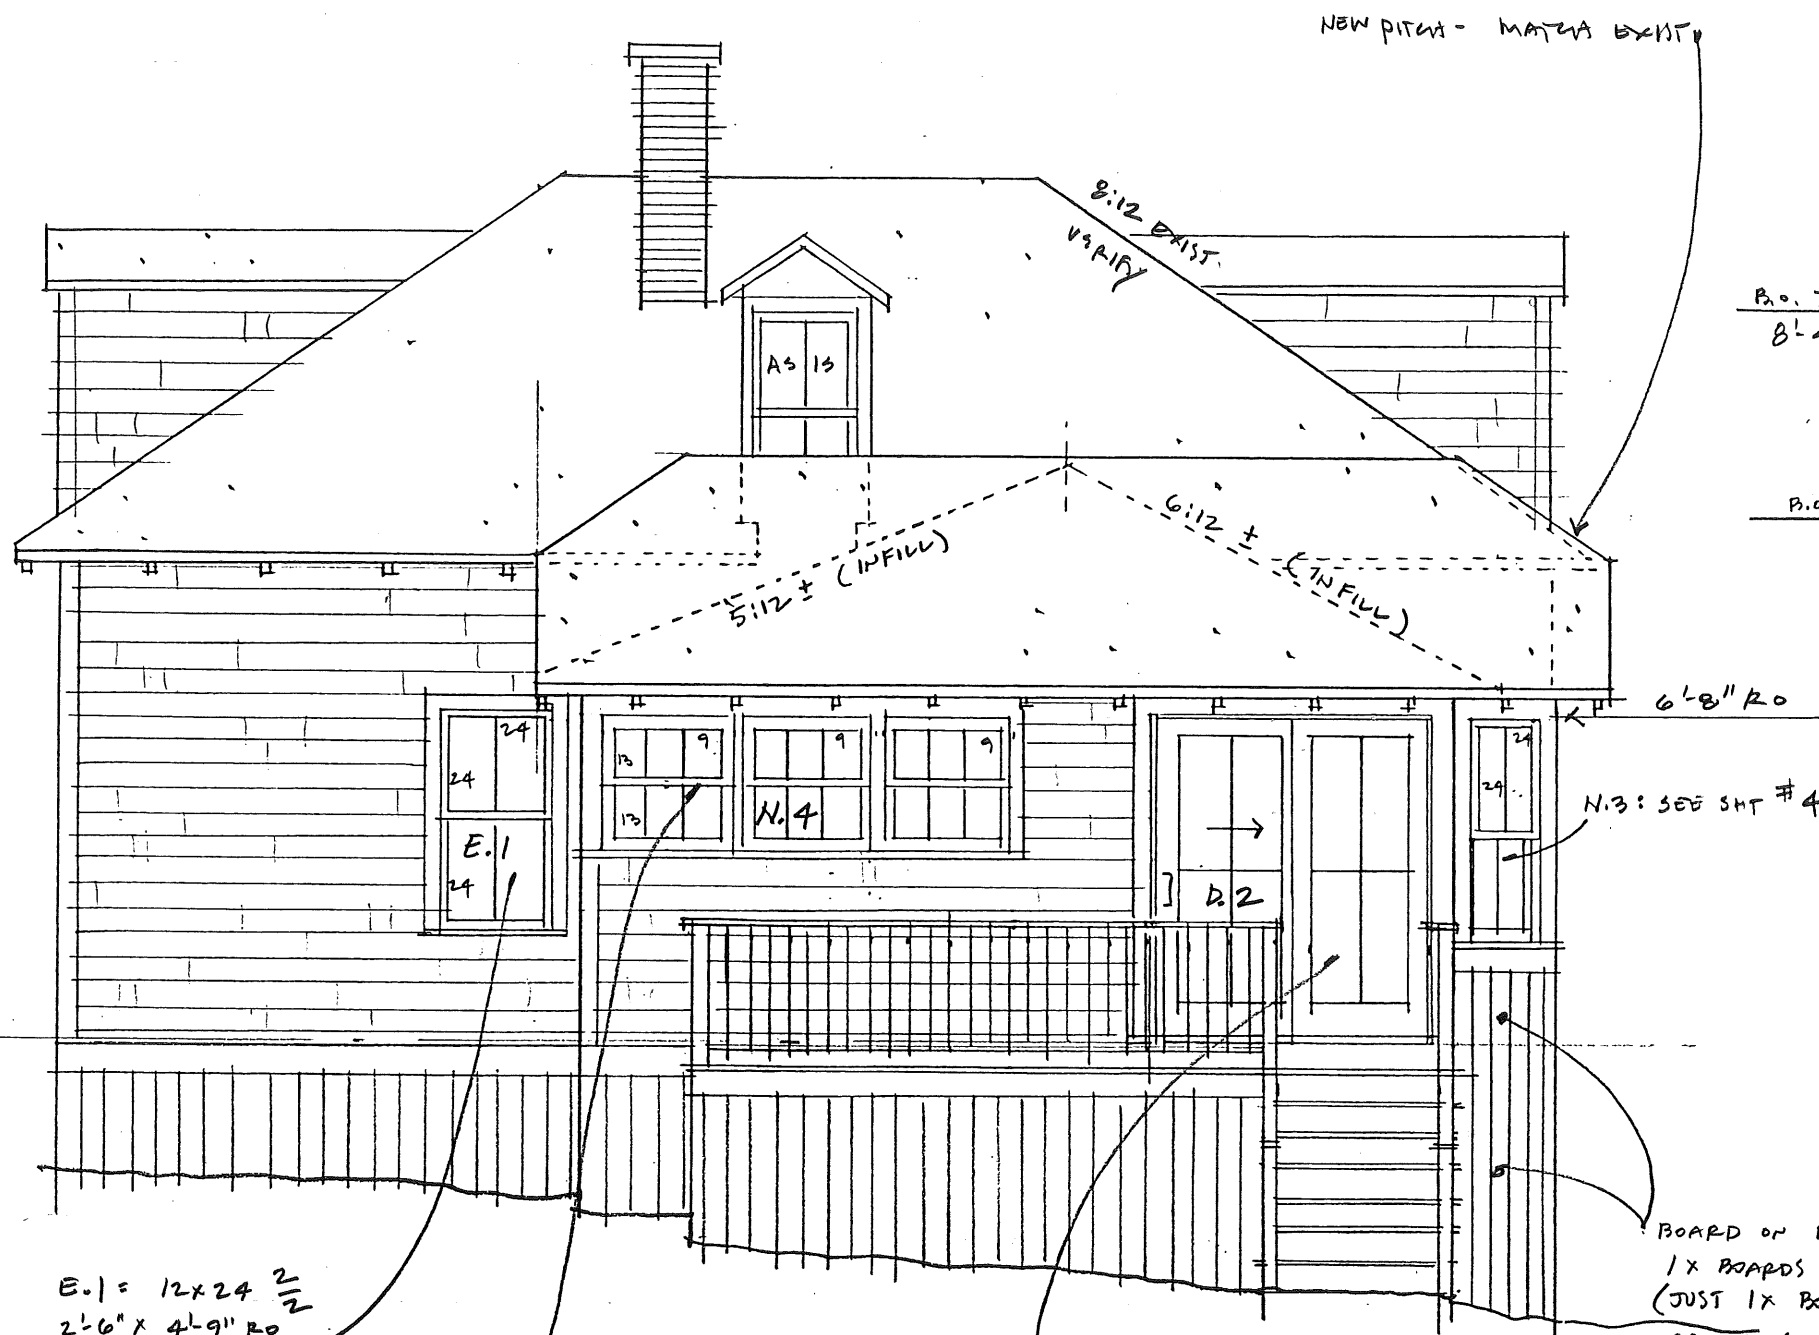 NEW PITCH - MATCH EXIST.
8:12 EXIST.
VERIFY
B.O.
8'-
AS IS
B.O.
6:12 ±
(INFILL)
5:12 ± (INFILL)
6'-8" RO
24
24
E.1
24
13 9
13
9
N.4
9
D.2
24
24
N.3: SEE SHT #4
BOARD ON
1X BOARDS
(JUST 1X
E.1 = 12x24 2/2
2'-6" X 4'-9" RO